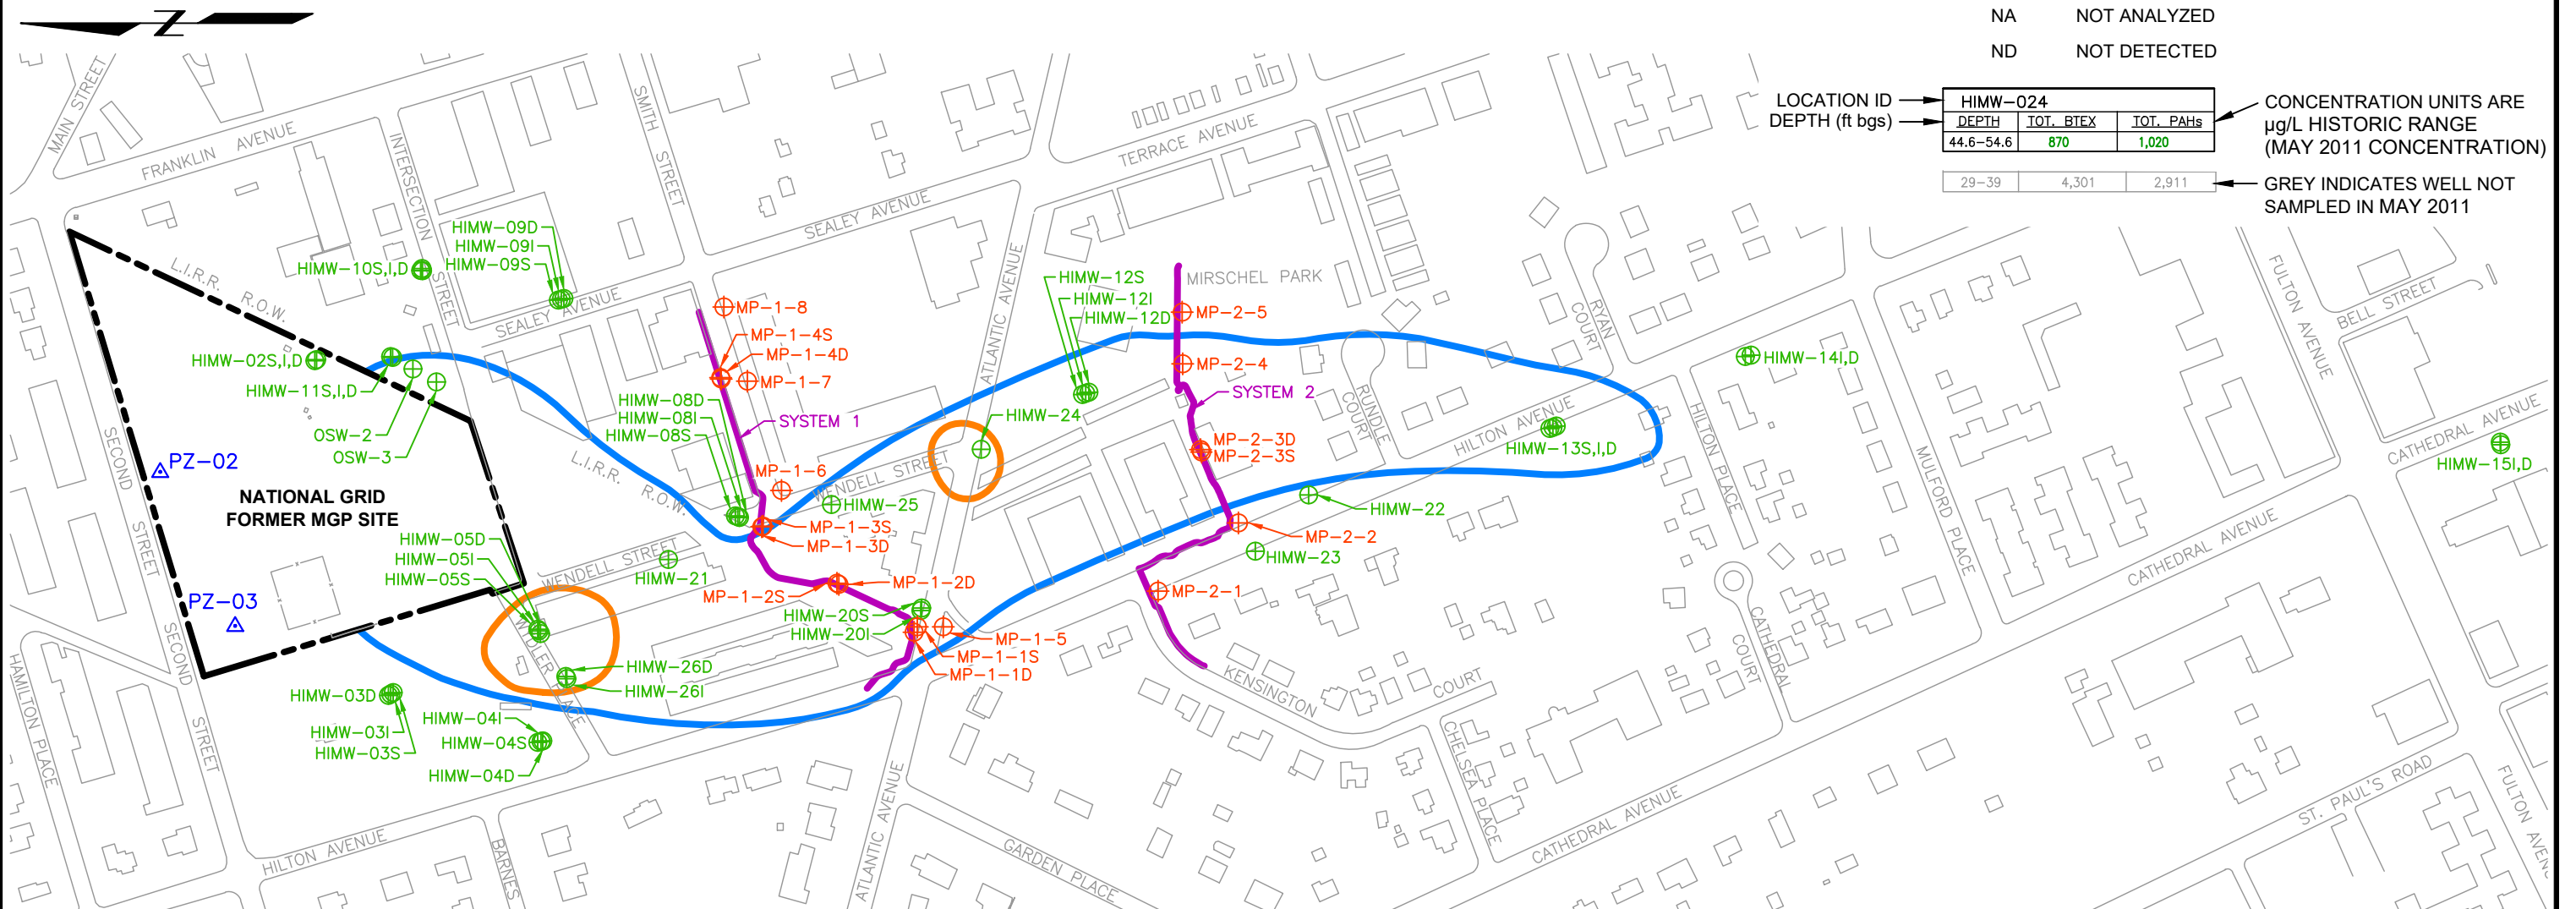 N
NA NOT ANALYZED
ND NOT DETECTED
LOCATION ID
DEPTH (ft bgs)
HIMW-024
DEPTH TOT. BTEX TOT. PAHs
44.6-54.6 870 1,020
29-39 4,301 2,911
CONCENTRATION UNITS ARE
µg/L HISTORIC RANGE
(MAY 2011 CONCENTRATION)
GREY INDICATES WELL NOT
SAMPLED IN MAY 2011
MAIN STREET
FRANKLIN AVENUE
INTERSECTION
STREET
SMITH
STREET
SEALEY AVENUE
TERRACE AVENUE
ATLANTIC AVENUE
MIRSCHEL PARK
RYAN
COURT
FULTON AVENUE
BELL STREET
CATHEDRAL AVENUE
L.I.R.R. R.O.W.
HIMW-10S,I,D
HIMW-09D
HIMW-09I
HIMW-09S
SEALEY AVENUE
HIMW-02S,I,D
HIMW-11S,I,D
OSW-2
OSW-3
MP-1-8
MP-1-4S
MP-1-4D
MP-1-7
SYSTEM 1
HIMW-08D
HIMW-08I
HIMW-08S
MP-1-6
HIMW-12S
HIMW-12I
HIMW-12D
MP-2-5
MP-2-4
SYSTEM 2
MP-2-3D
MP-2-3S
RUNDLE
COURT
HILTON AVENUE
HIMW-13S,I,D
HIMW-14I,D
HIMW-15I,D
HILTON PLACE
MULFORD PLACE
HIMW-24
WENDELL STREET
HIMW-25
L.I.R.R. R.O.W.
PZ-02
NATIONAL GRID
FORMER MGP SITE
SECOND
STREET
HIMW-05D
HIMW-05I
HIMW-05S
PZ-03
WENDELL STREET
HIMW-21
MP-1-3S
MP-1-3D
MP-1-2D
MP-1-2S
HIMW-20S
HIMW-20I
MP-1-5
MP-1-1S
MP-1-1D
MP-2-2
MP-2-1
HIMW-22
HIMW-23
CATHEDRAL AVENUE
CATHEDRAL
COURT
KENSINGTON
COURT
CHELSEA PLACE
HIMW-26D
HIMW-26I
HIMW-03D
HIMW-03I
HIMW-03S
HIMW-04I
HIMW-04S
HIMW-04D
HAMILTON PLACE
SECOND
STREET
HILTON AVENUE
BARNES
ATLANTIC AVENUE
GARDEN PLACE
CATHEDRAL AVENUE
ST. PAUL'S ROAD